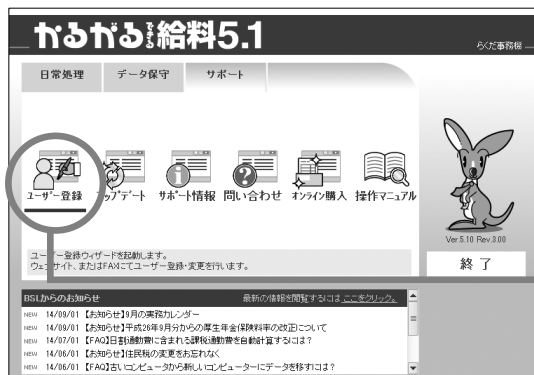 かるがるできる給料5.1
らくだ事務機
日常処理 データ保守 サポート
ユーザー登録 アップデート サポート情報 問い合わせ オンライン購入 操作マニュアル
Ver.5.10 Rev.3.00
ユーザー登録ウィザードを起動します。
ウェブサイト、またはFAXにてユーザー登録・変更を行います。
終了
BSLからのお知らせ 最新の情報を閲覧するには ここをクリック。
NEW 14/09/01 【お知らせ】9月の実務カレンダー
NEW 14/09/01 【お知らせ】平成26年9月分からの厚生年金保険料率の改正について
NEW 14/07/01 【FAQ】日割通勤費に含まれる課税通勤費を自動計算するには？
NEW 14/06/01 【お知らせ】住民税の変更をお忘れなく
NEW 14/06/01 【FAQ】古いコンピュータから新しいコンピューターにデータを移すには？